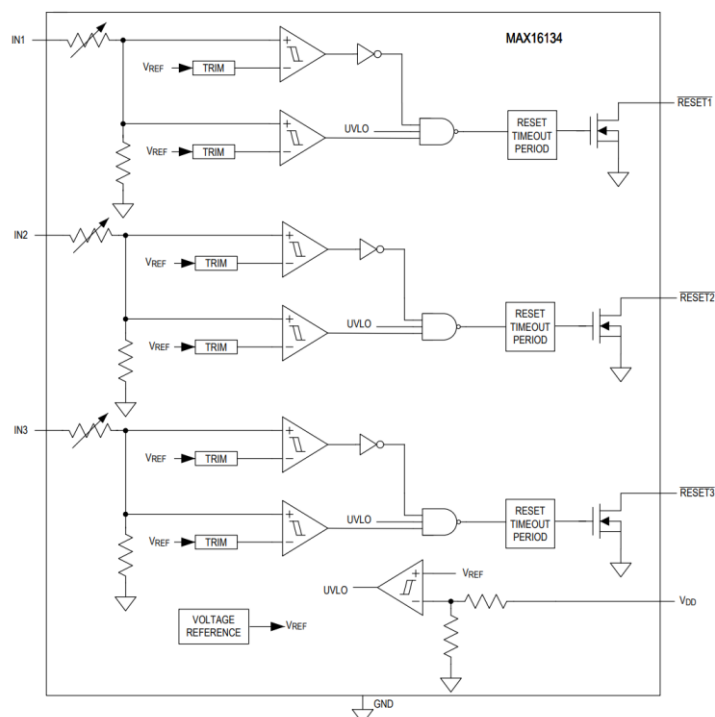 MAX16134
IN1
VREF
TRIM
+
−
RESET1
UVLO
RESET
TIMEOUT
PERIOD
+
−
VREF
TRIM
IN2
+
−
VREF
TRIM
RESET2
UVLO
RESET
TIMEOUT
PERIOD
+
−
VREF
TRIM
IN3
+
−
VREF
TRIM
RESET3
UVLO
RESET
TIMEOUT
PERIOD
+
−
VREF
TRIM
UVLO
+
−
VREF
VDD
VOLTAGE
REFERENCE
VREF
GND